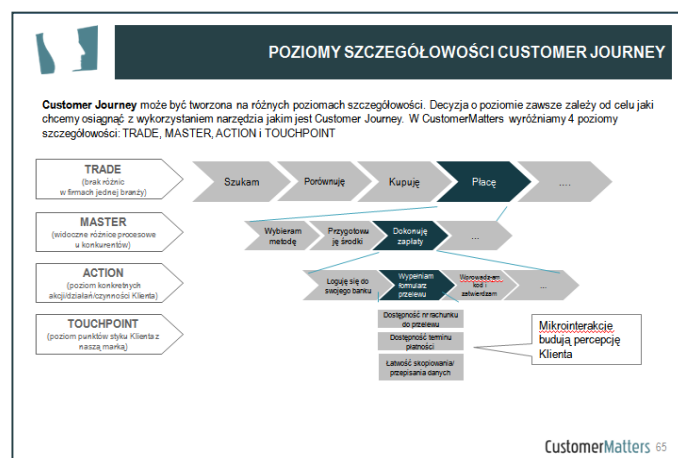 POZIOMY SZCZEGÓŁOWOŚCI CUSTOMER JOURNEY
Customer Journey może być tworzona na różnych poziomach szczegółowości. Decyzja o poziomie zawsze zależy od celu jaki
chcemy osiągnąć z wykorzystaniem narzędzia jakim jest Customer Journey. W CustomerMatters wyróżniamy 4 poziomy
szczegółowości: TRADE, MASTER, ACTION i TOUCHPOINT
TRADE
(brak różnic
w firmach jednej branży)
Szukam
Porównuję
Kupuję
Płacę
....
MASTER
(widoczne różnice procesowe
u konkurentów)
Wybieram
metodę
Przygotowu
ję środki
Dokonuję
zapłaty
...
ACTION
(poziom konkretnych
akcji/działań/czynności Klienta)
Loguję się do
swojego banku
Wypełniam
formularz
przelewu
Wprowadzam
kod i
zatwierdzam
...
TOUCHPOINT
(poziom punktów styku Klienta z
naszą marką)
Dostępność nr rachunku
do przelewu
Dostępność terminu
płatności
Łatwość skopiowania/
przepisania danych
Mikrointerakcje
budują percepcję
Klienta
CustomerMatters 65